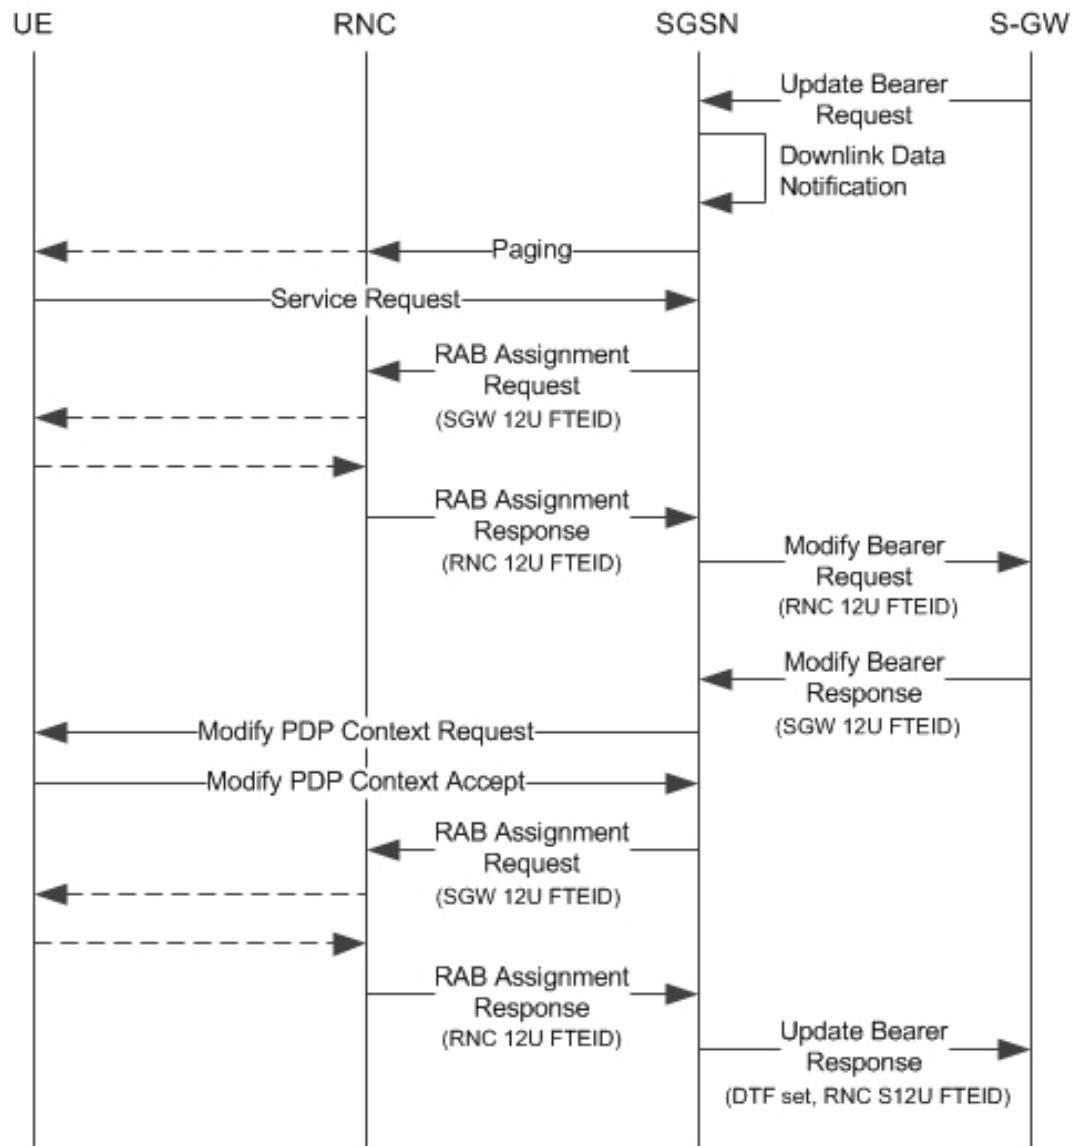 UE RNC SGSN S-GW
Update Bearer
Request
Downlink Data
Notification
Paging
Service Request
RAB Assignment
Request
(SGW 12U FTEID)
RAB Assignment
Response
(RNC 12U FTEID)
Modify Bearer
Request
(RNC 12U FTEID)
Modify Bearer
Response
(SGW 12U FTEID)
Modify PDP Context Request
Modify PDP Context Accept
RAB Assignment
Request
(SGW 12U FTEID)
RAB Assignment
Response
(RNC 12U FTEID)
Update Bearer
Response
(DTF set, RNC S12U FTEID)